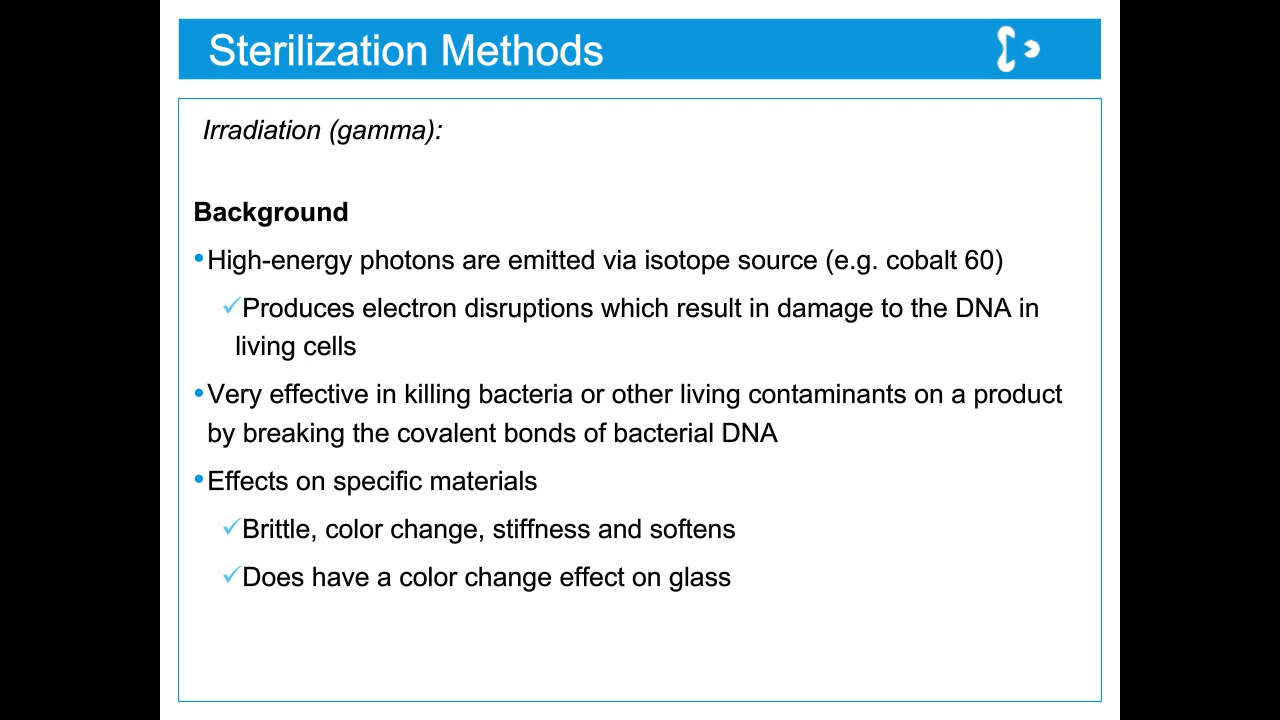 Sterilization Methods
Irradiation (gamma):
Background
•High-energy photons are emitted via isotope source (e.g. cobalt 60)
✓Produces electron disruptions which result in damage to the DNA in
living cells
•Very effective in killing bacteria or other living contaminants on a product
by breaking the covalent bonds of bacterial DNA
•Effects on specific materials
✓Brittle, color change, stiffness and softens
✓Does have a color change effect on glass